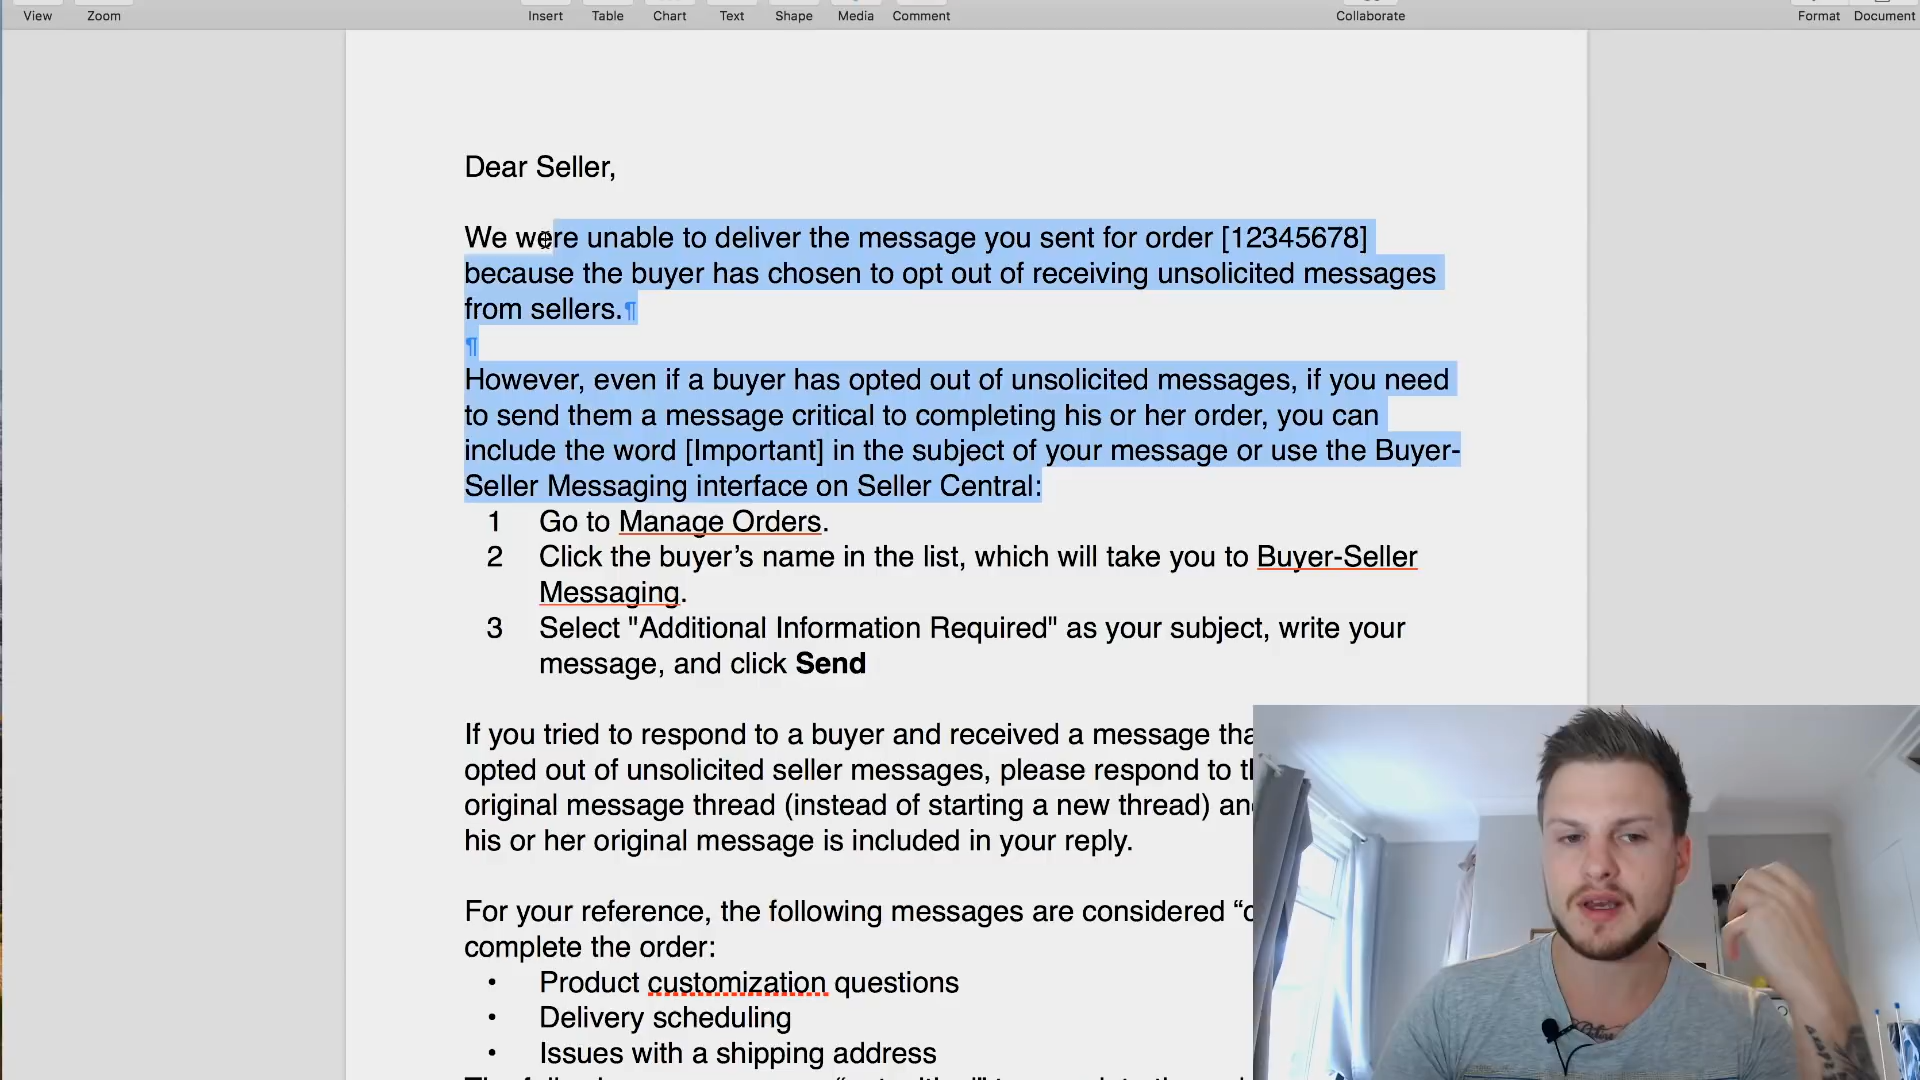 View Zoom Insert Table Chart Text Shape Media Comment Collaborate Format Document
Dear Seller,
We were unable to deliver the message you sent for order [12345678]
because the buyer has chosen to opt out of receiving unsolicited messages
from sellers.¶
¶
However, even if a buyer has opted out of unsolicited messages, if you need
to send them a message critical to completing his or her order, you can
include the word [Important] in the subject of your message or use the Buyer-
Seller Messaging interface on Seller Central:
1 Go to Manage Orders.
2 Click the buyer’s name in the list, which will take you to Buyer-Seller
Messaging.
3 Select "Additional Information Required" as your subject, write your
message, and click Send
If you tried to respond to a buyer and received a message
opted out of unsolicited seller messages, please respond to
original message thread (instead of starting a new thread)
his or her original message is included in your reply.
For your reference, the following messages are considered
complete the order:
• Product customization questions
• Delivery scheduling
• Issues with a shipping address